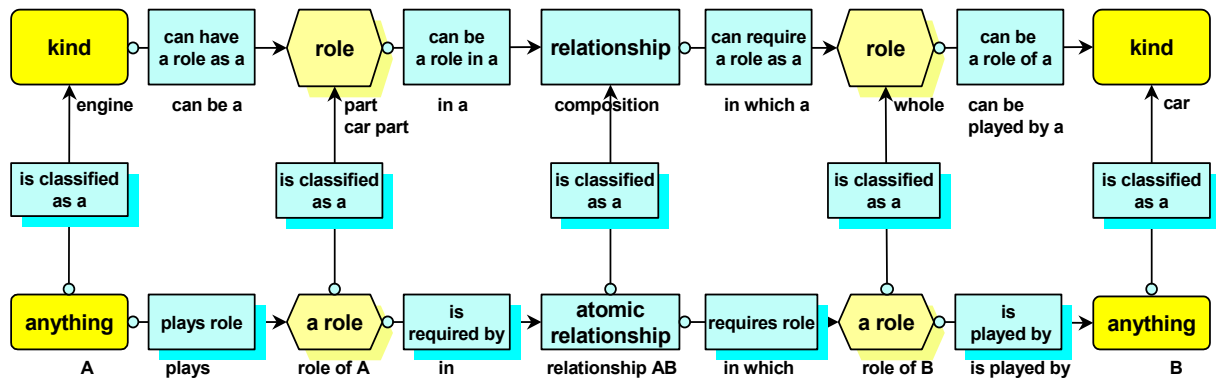 kind
can have
a role as a
role
can be
a role in a
relationship
can require
a role as a
role
can be
a role of a
kind
engine
can be a
part
car part
in a
composition
in which a
whole
can be
played by a
car
is classified
as a
is classified
as a
is classified
as a
is classified
as a
is classified
as a
anything
plays role
a role
is
required by
atomic
relationship
requires role
a role
is
played by
anything
A
plays
role of A
in
relationship AB
in which
role of B
is played by
B